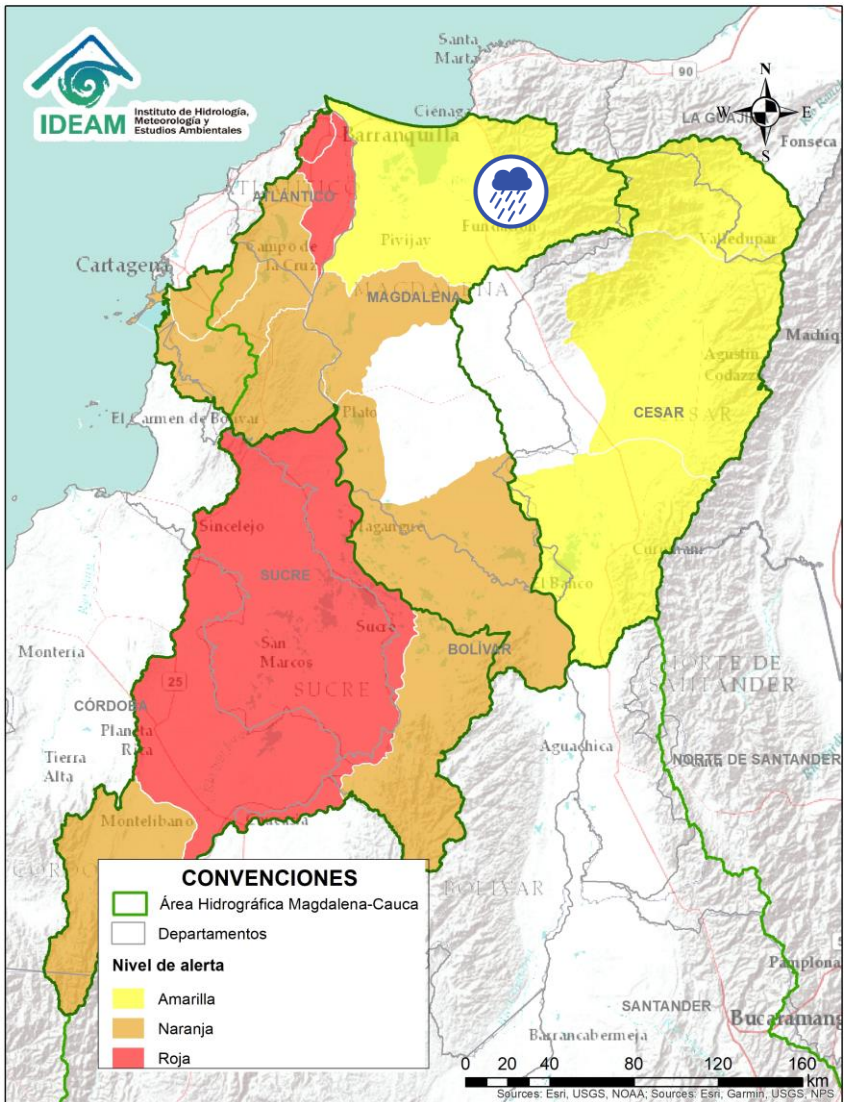 IDEAM
Instituto de Hidrología,
Meteorología y
Estudios Ambientales
Santa
Marta
90
N
W
E
S
LA GUAJIRA
Fonseca
Ciénaga
Barranquilla
ATLÁNTICO
Fundación
Pivijay
Valledupar
Campo de
la Cruz
Cartagena
MAGDALENA
MAGDALENA
Agustín
Codazzi
El Carmen de Bolívar
Plato
CESAR
Sincelejo
Magangue
SUCRE
El Banco
Sucre
Montería
San
Marcos
BOLÍVAR
NORTE DE
SANTANDER
25
SUCRE
CÓRDOBA
Planeta
Rica
Aguachica
Tierra
Alta
NORTE DE SANTANDER
Montelíbano
BOLÍVAR
CONVENCIONES
Área Hidrográfica Magdalena-Cauca
Departamentos
Nivel de alerta
Amarilla
Naranja
Roja
Pamplona
SANTANDER
Bucaramang
Barrancabermeja
0 20 40 80 120 160
km
Sources: Esri, USGS, NOAA; Sources: Esri, Garmin, USGS, NPS